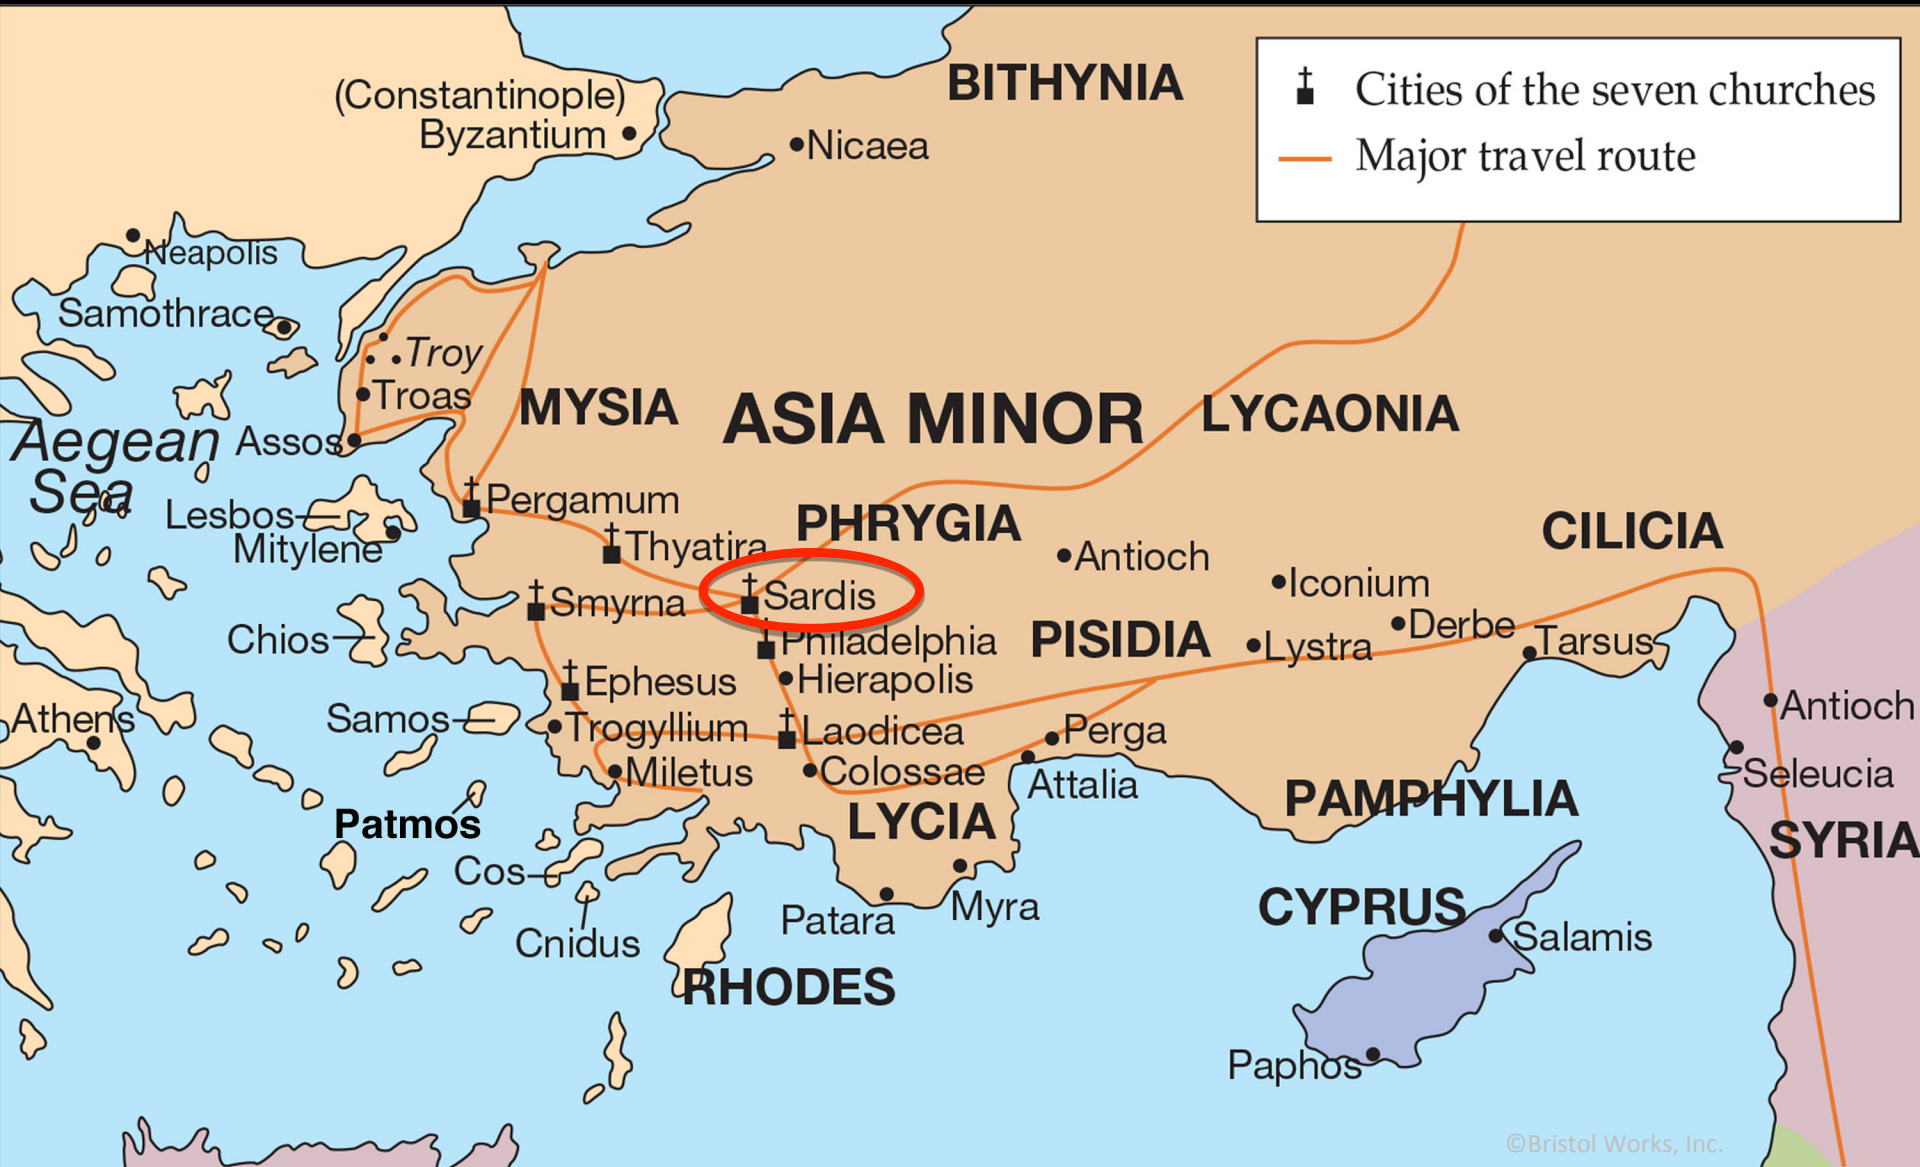 BITHYNIA
Cities of the seven churches
Major travel route
(Constantinople)
Byzantium
Nicaea
Neapolis
Samothrace
Troy
Troas
MYSIA
ASIA MINOR
LYCAONIA
Aegean
Sea
Assos
Pergamum
PHRYGIA
CILICIA
Lesbos
Mitylene
Thyatira
Antioch
Iconium
Smyrna
Sardis
Chios
Philadelphia
PISIDIA
Lystra
Derbe
Tarsus
Ephesus
Hierapolis
Athens
Samos
Trogyllium
Laodicea
Perga
Antioch
Miletus
Colossae
Attalia
Seleucia
Patmos
LYCIA
PAMPHYLIA
SYRIA
Cos
Patara
Myra
CYPRUS
Cnidus
Salamis
RHODES
Paphos
©Bristol Works, Inc.